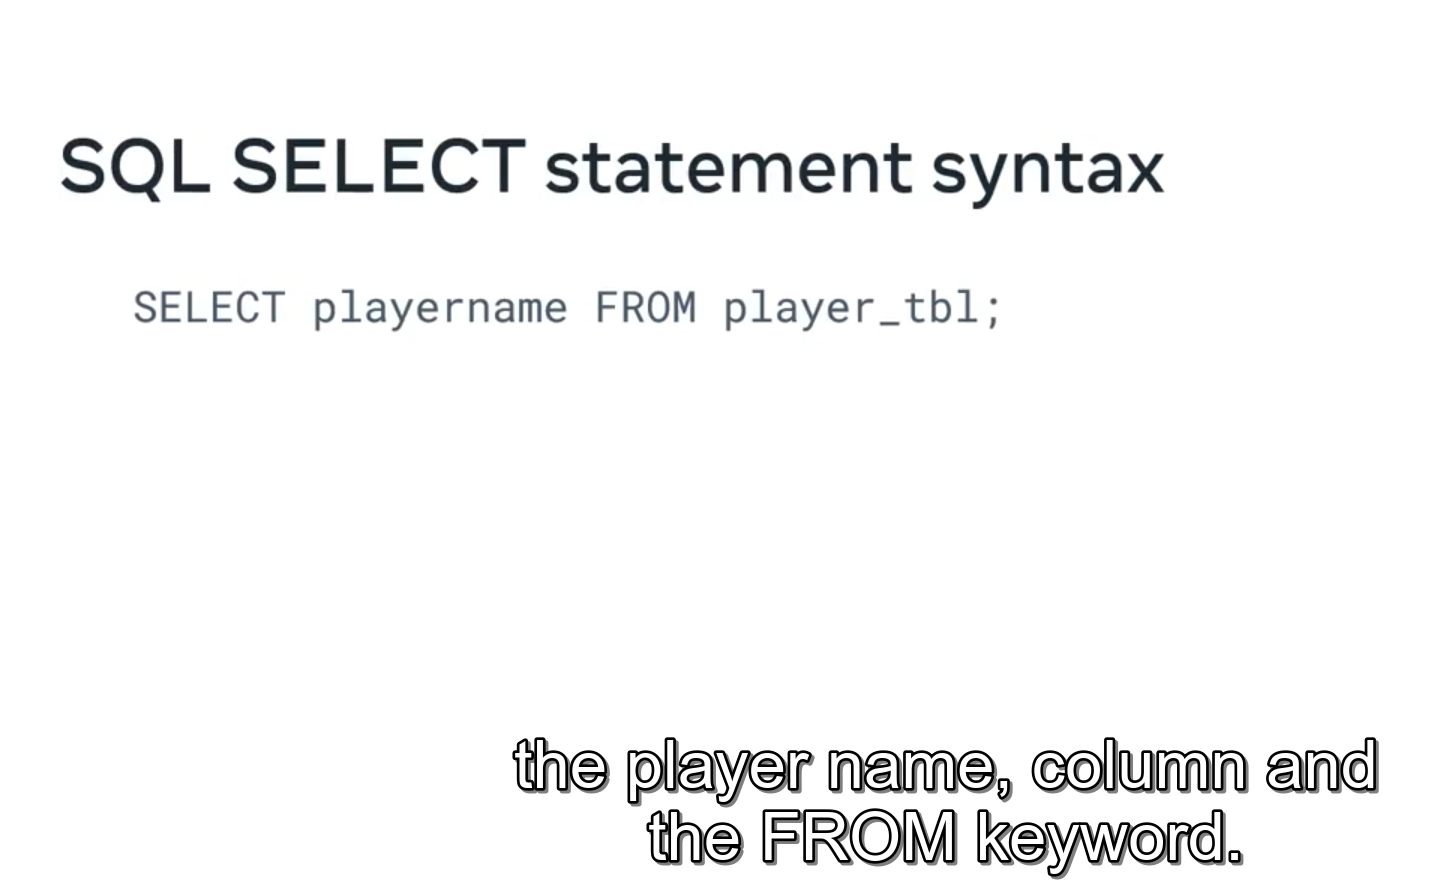 SQL SELECT statement syntax
SELECT playername FROM player_tbl;
the player name, column and
the FROM keyword.